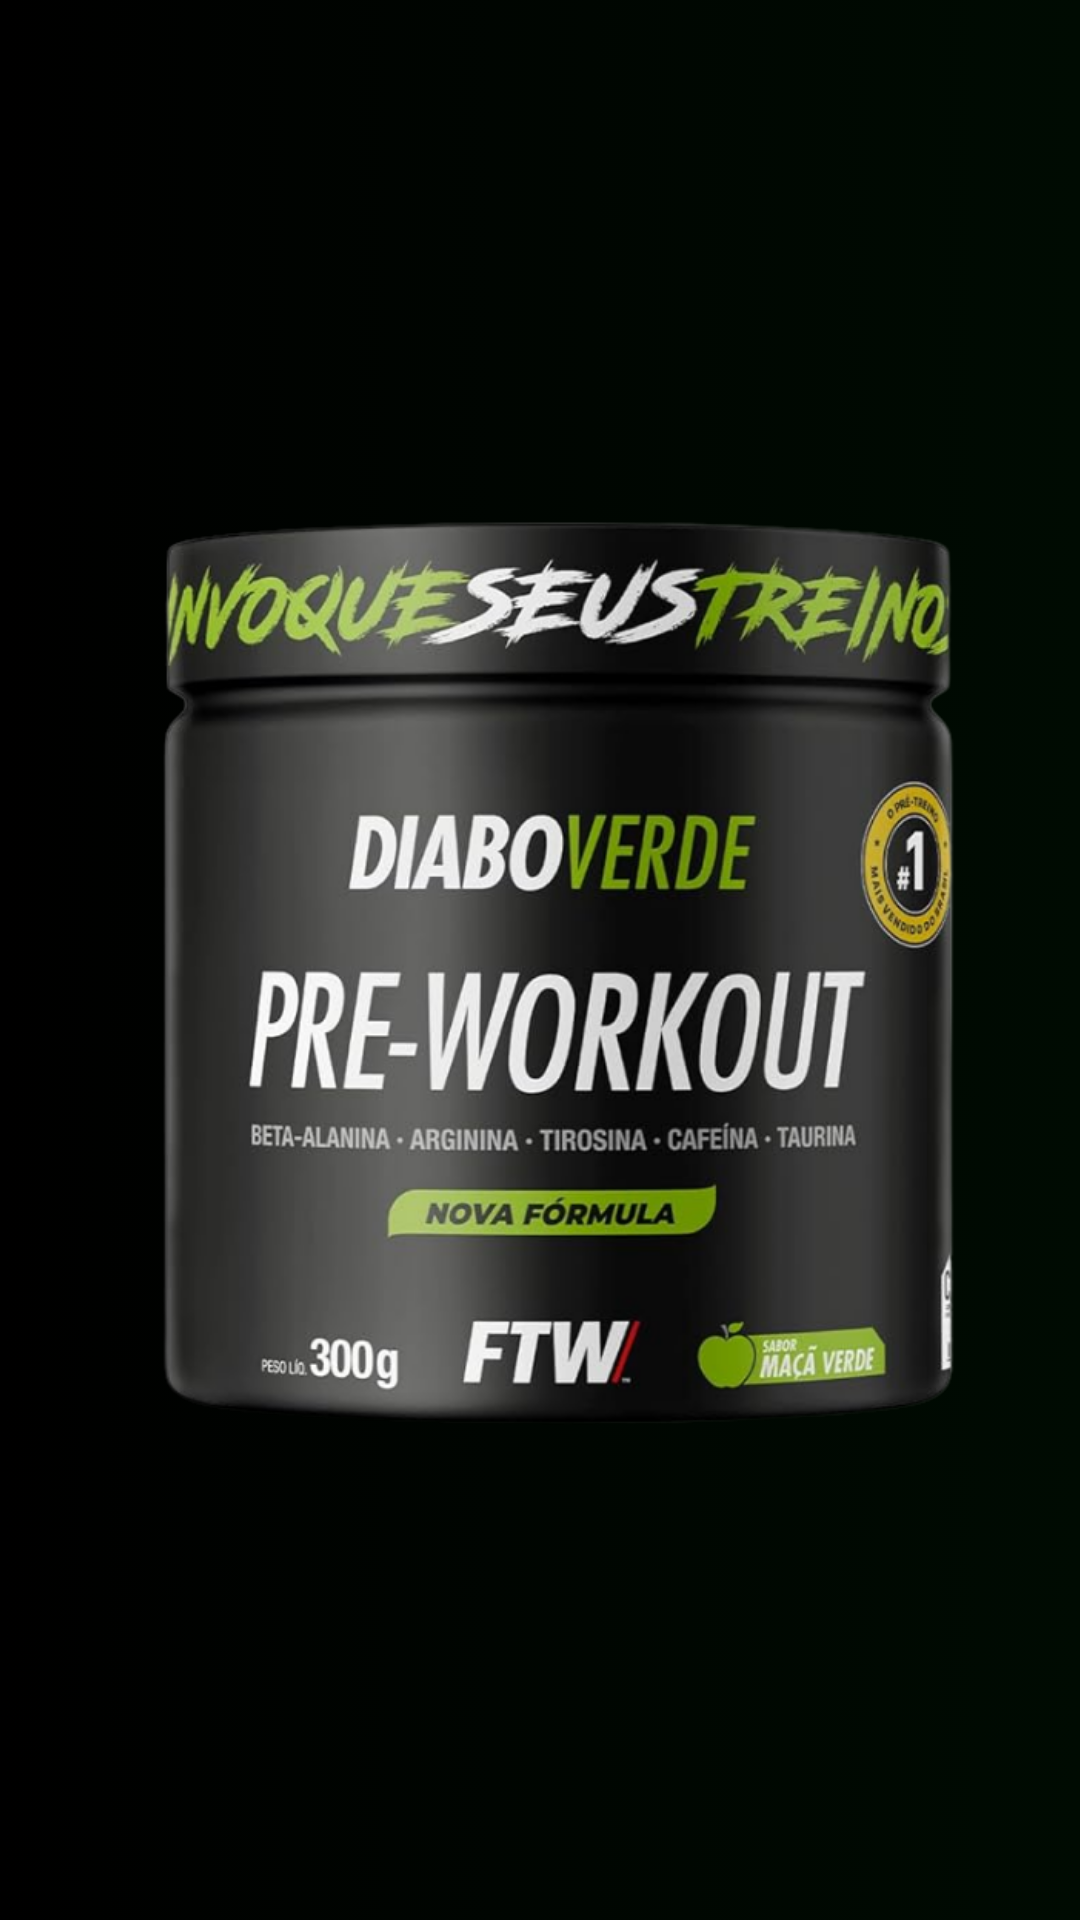 INVOQUESEUSTREINOS
DIABOVERDE
O PRÉ-TREINO
#1
MAIS VENDIDO DO BRASIL
PRE-WORKOUT
BETA-ALANINA • ARGININA • TIROSINA • CAFEÍNA • TAURINA
NOVA FÓRMULA
PESO LÍQ. 300g
FTW/
SABOR
MAÇÃ VERDE